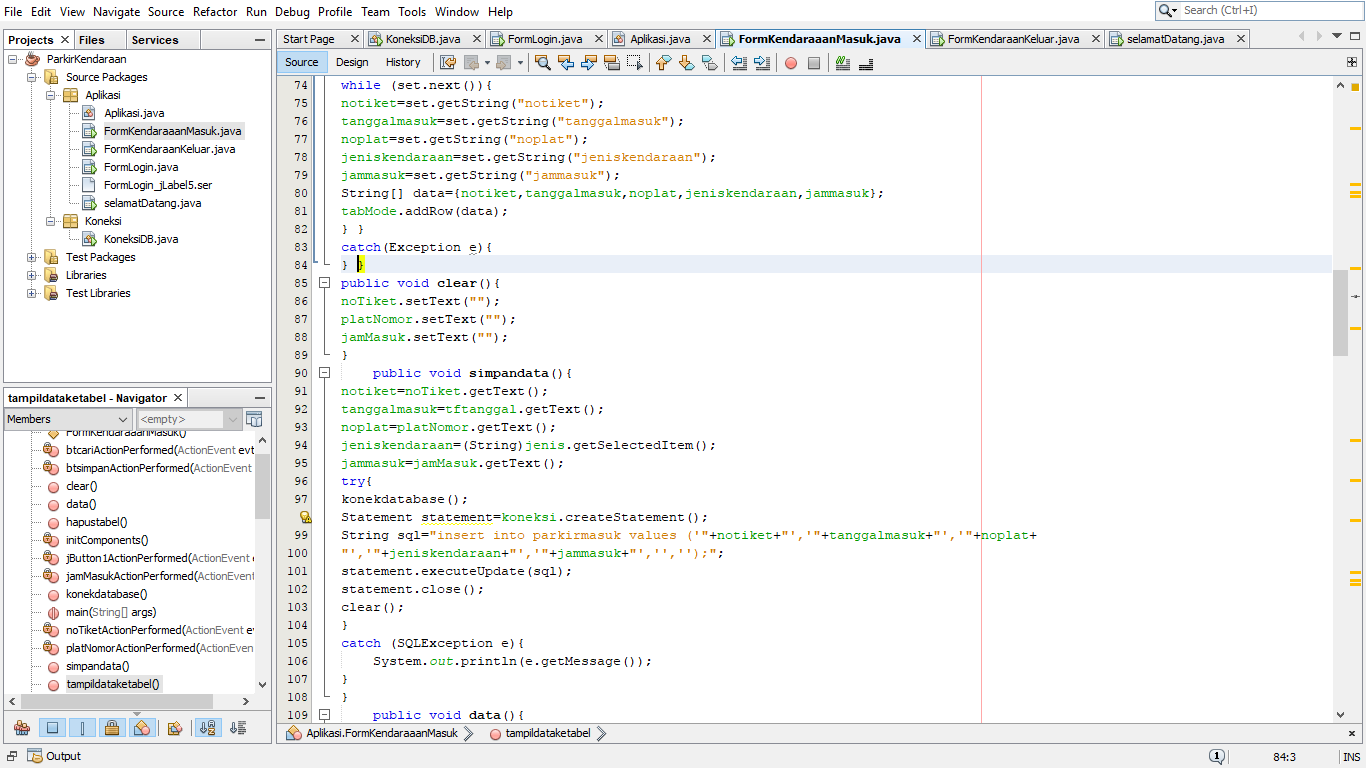 File Edit View Navigate Source Refactor Run Debug Profile Team Tools Window Help
Search (Ctrl+I)
Projects Files Services
ParkirKendaraan
Source Packages
Aplikasi
Aplikasi.java
FormKendaraaanMasuk.java
FormKendaraanKeluar.java
FormLogin.java
FormLogin_jLabel5.ser
selamatDatang.java
Koneksi
KoneksiDB.java
Test Packages
Libraries
Test Libraries
tampildataketabel - Navigator
Members <empty>
FormKendaraaanMasuk()
btcariActionPerformed(ActionEvent evt
btsimpanActionPerformed(ActionEvent
clear()
data()
hapustabel()
initComponents()
jButton1ActionPerformed(ActionEvent
jamMasukActionPerformed(ActionEvent
konekdatabase()
main(String[] args)
noTiketActionPerformed(ActionEvent ev
platNomorActionPerformed(ActionEven
simpandata()
tampildataketabel()
Start Page KoneksiDB.java FormLogin.java Aplikasi.java FormKendaraaanMasuk.java FormKendaraanKeluar.java selamatDatang.java
Source Design History
74 while (set.next()){
75 notiket=set.getString("notiket");
76 tanggalmasuk=set.getString("tanggalmasuk");
77 noplat=set.getString("noplat");
78 jeniskendaraan=set.getString("jeniskendaraan");
79 jammasuk=set.getString("jammasuk");
80 String[] data={notiket,tanggalmasuk,noplat,jeniskendaraan,jammasuk};
81 tabMode.addRow(data);
82 } }
83 catch(Exception e){
84 } }
85 public void clear(){
86 noTiket.setText("");
87 platNomor.setText("");
88 jamMasuk.setText("");
89 }
90 public void simpandata(){
91 notiket=noTiket.getText();
92 tanggalmasuk=tftanggal.getText();
93 noplat=platNomor.getText();
94 jeniskendaraan=(String)jenis.getSelectedItem();
95 jammasuk=jamMasuk.getText();
96 try{
97 konekdatabase();
Statement statement=koneksi.createStatement();
99 String sql="insert into parkirmasuk values ('"+notiket+"','"+tanggalmasuk+"','"+noplat+
100 "','"+jeniskendaraan+"','"+jammasuk+"','','');";
101 statement.executeUpdate(sql);
102 statement.close();
103 clear();
104 }
105 catch (SQLException e){
106 System.out.println(e.getMessage());
107 }
108 }
109 public void data(){
Aplikasi.FormKendaraaanMasuk tampildataketabel
Output
1 84:3 INS